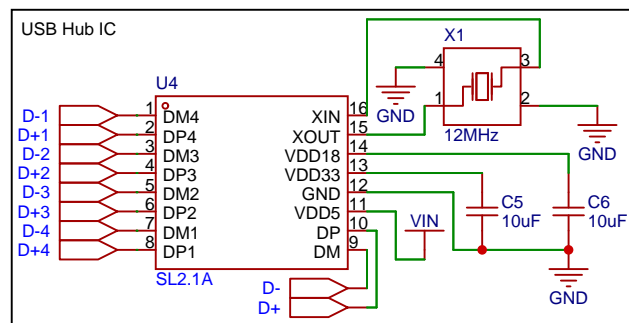 USB Hub IC
X1
U4
4 3
GND
1 2
12MHz
GND
D-1 1 DM4 XIN 16
D+1 2 DP4 XOUT 15
D-2 3 DM3 VDD18 14
D+2 4 DP3 VDD33 13
D-3 5 DM2 GND 12
D+3 6 DP2 VDD5 11
D-4 7 DM1 DP 10
D+4 8 DP1 DM 9
SL2.1A
VIN
C5
10uF
C6
10uF
GND
D-
D+